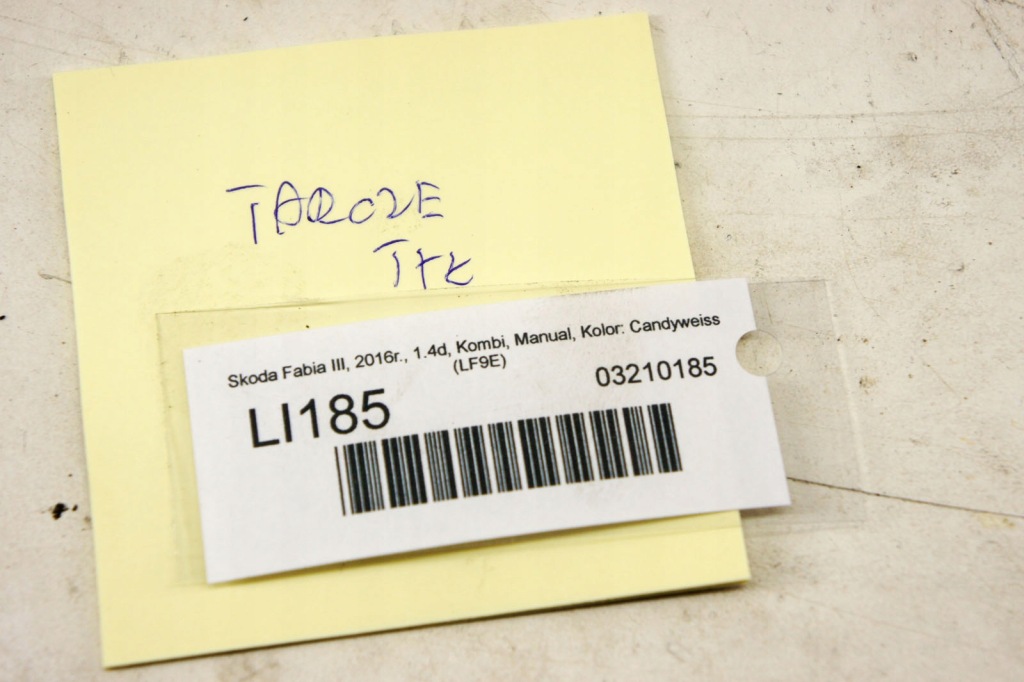 TARCZE
TYŁ
Skoda Fabia III, 2016r., 1.4d, Kombi, Manual, Kolor: Candyweiss
(LF9E)
LI185
03210185